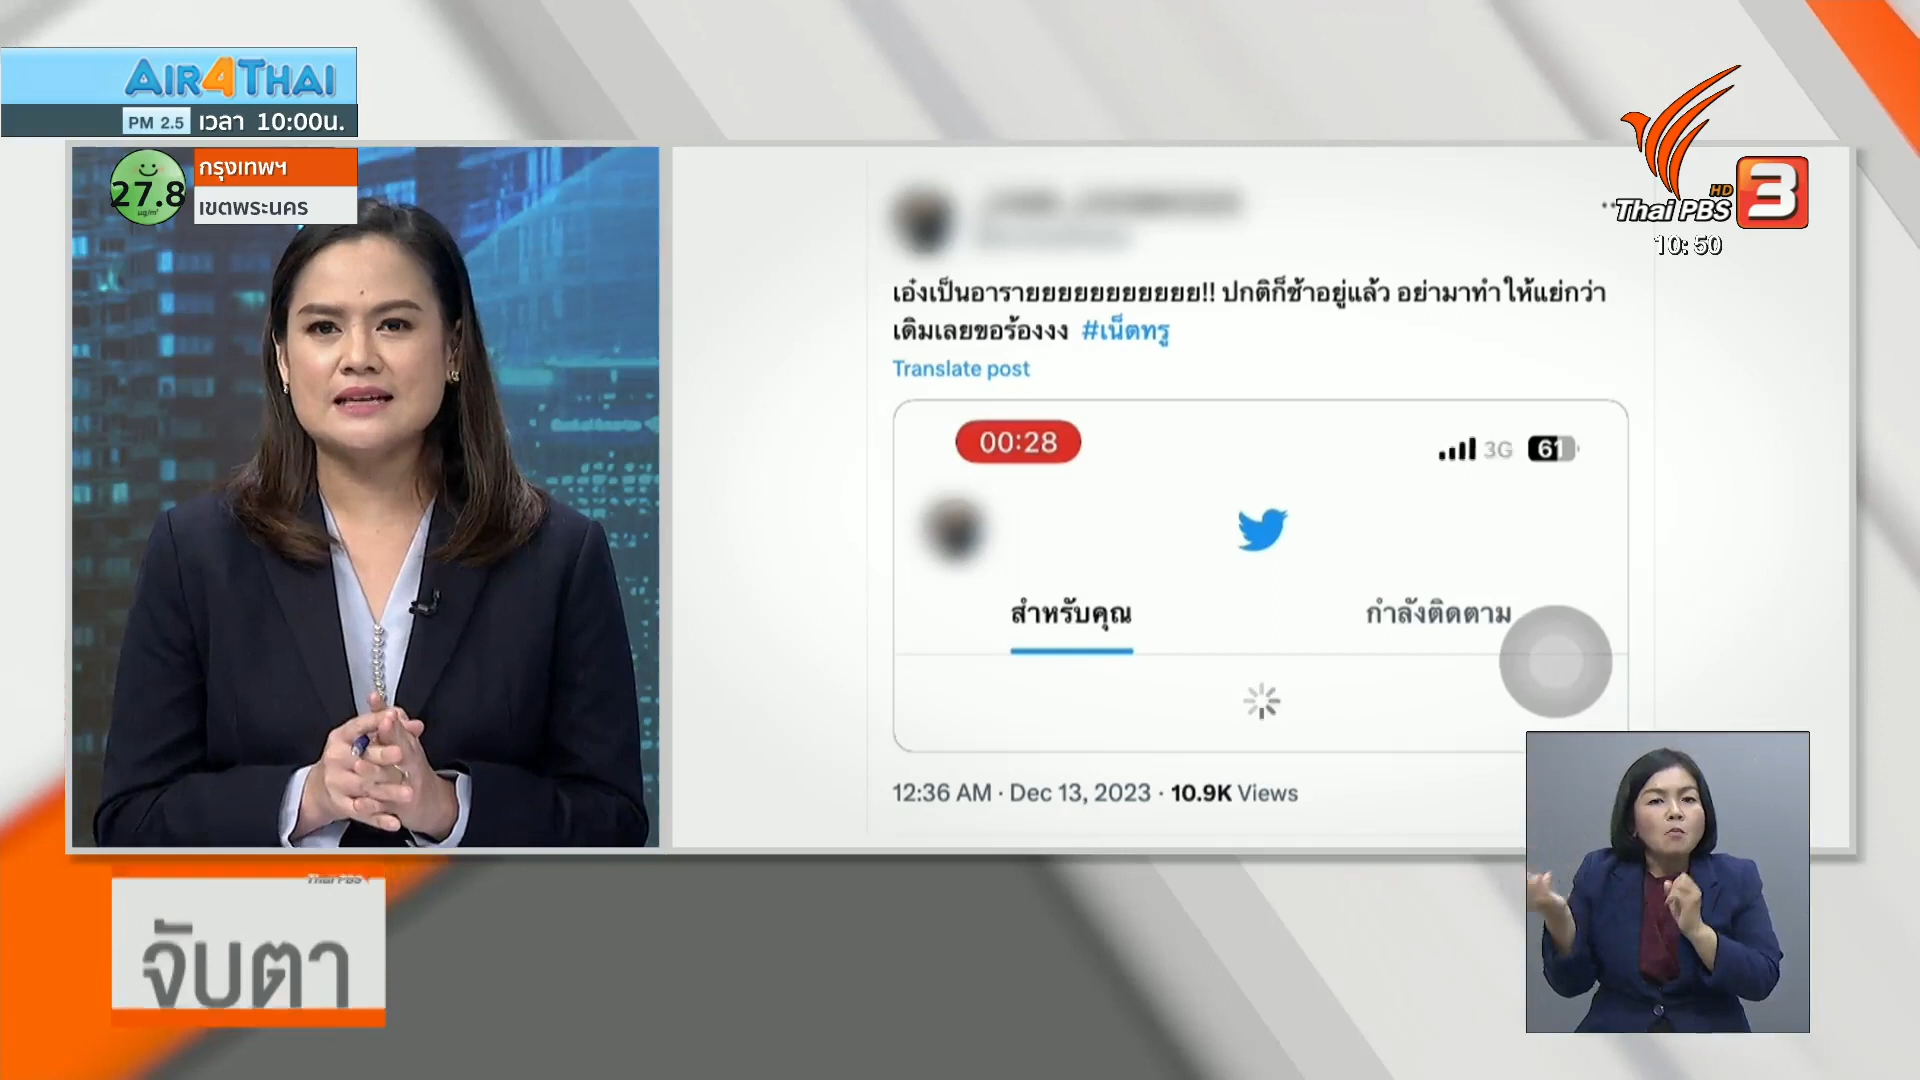 AIR4THAI
PM 2.5 เวลา 10:00น.
27.8
µg/m³
กรุงเทพฯ
เขตพระนคร
HD
Thai PBS 3
10:50
เอ๋งเป็นอารายยยยยยยยยยย!! ปกติก็ช้าอยู่แล้ว อย่ามาทำให้แย่กว่า
เดิมเลยขอร้องงง #เน็ตทรู
Translate post
00:28
3G 61
สำหรับคุณ กำลังติดตาม
12:36 AM · Dec 13, 2023 · 10.9K Views
Thai PBS
จับตา